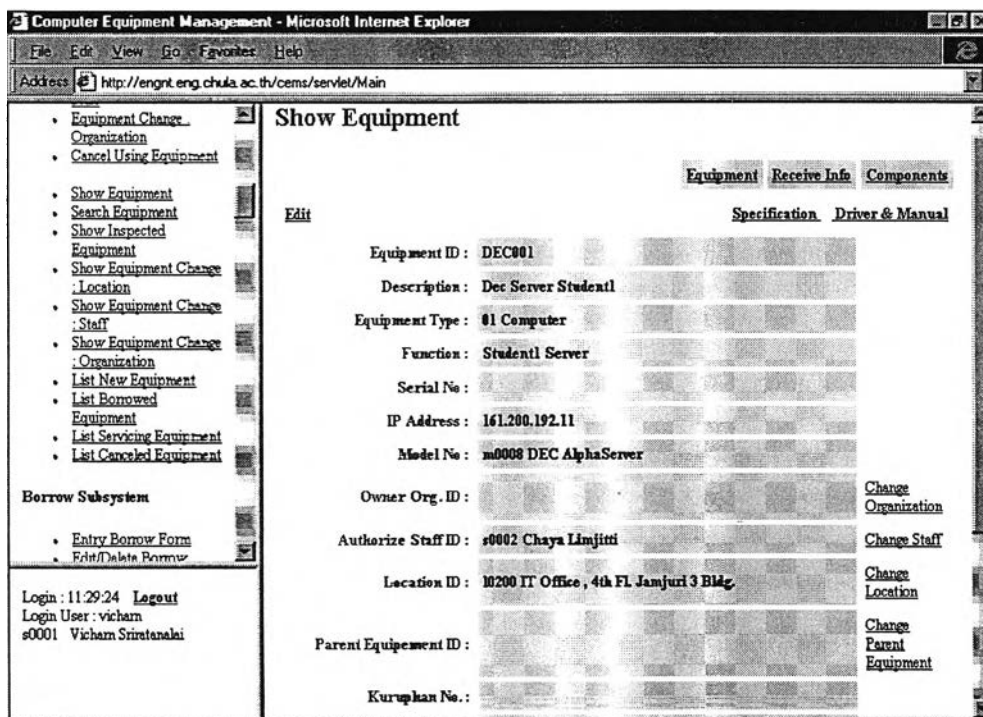 Computer Equipment Management - Microsoft Internet Explorer
File Edit View Go Favorites Help
Address http://engnt.eng.chula.ac.th/cems/servlet/Main
Equipment Change :
Organization
Cancel Using Equipment
Show Equipment
Search Equipment
Show Inspected
Equipment
Show Equipment Change
: Location
Show Equipment Change
: Staff
Show Equipment Change
: Organization
List New Equipment
List Borrowed
Equipment
List Servicing Equipment
List Canceled Equipment
Borrow Subsystem
Entry Borrow Form
Edit/Delete Borrow
Login : 11:29:24 Logout
Login User : vicharn
s0001 Vicharn Sriratanalai
Show Equipment
Equipment Receive Info Components
Edit Specification Driver & Manual
Equipment ID : DEC001
Description : Dec Server Student1
Equipment Type : 01 Computer
Function : Student1 Server
Serial No :
IP Address : 161.200.192.11
Model No : m0008 DEC AlphaServer
Owner Org. ID : Change
Organization
Authorize Staff ID : s0002 Chaya Limjitti Change Staff
Location ID : 10200 IT Office , 4th Fl. Jamjuri 3 Bldg. Change
Location
Parent Equipement ID : Change
Parent
Equipment
Kuruphan No. :